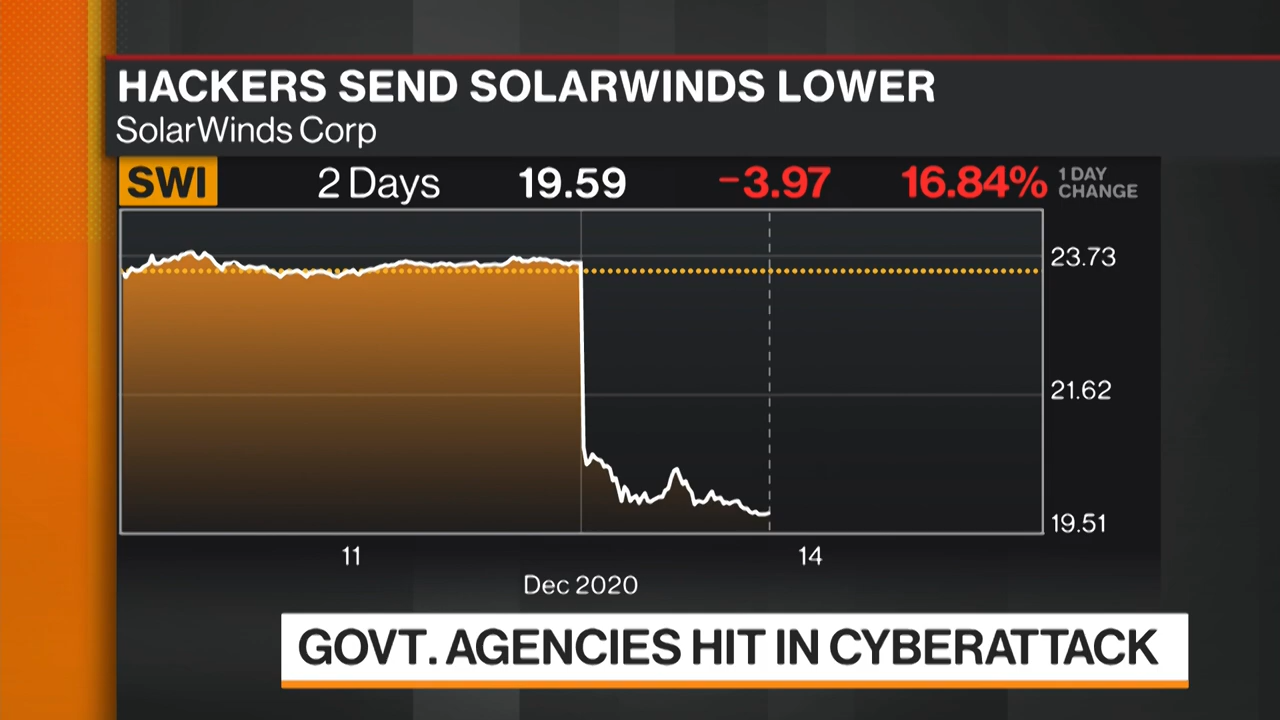 HACKERS SEND SOLARWINDS LOWER
SolarWinds Corp
SWI 2 Days 19.59 -3.97 16.84% 1 DAY CHANGE
23.73
21.62
19.51
11 14
Dec 2020
GOVT. AGENCIES HIT IN CYBERATTACK